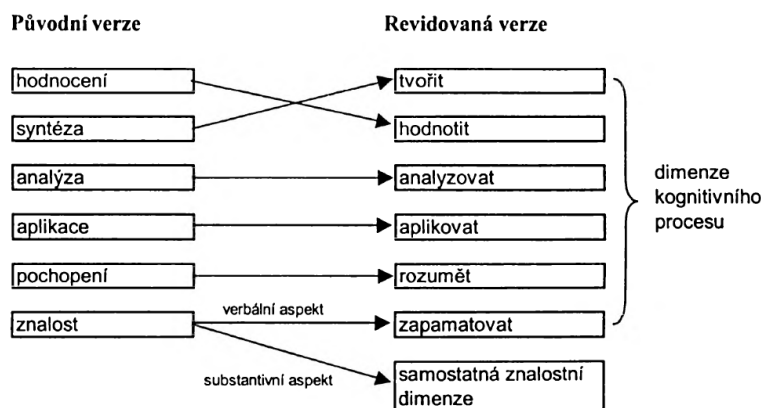 Původní verze
Revidovaná verze
hodnocení
tvořit
syntéza
hodnotit
analýza
analyzovat
dimenze
kognitivního
procesu
aplikace
aplikovat
pochopení
rozumět
verbální aspekt
znalost
zapamatovat
substantivní aspekt
samostatná znalostní
dimenze